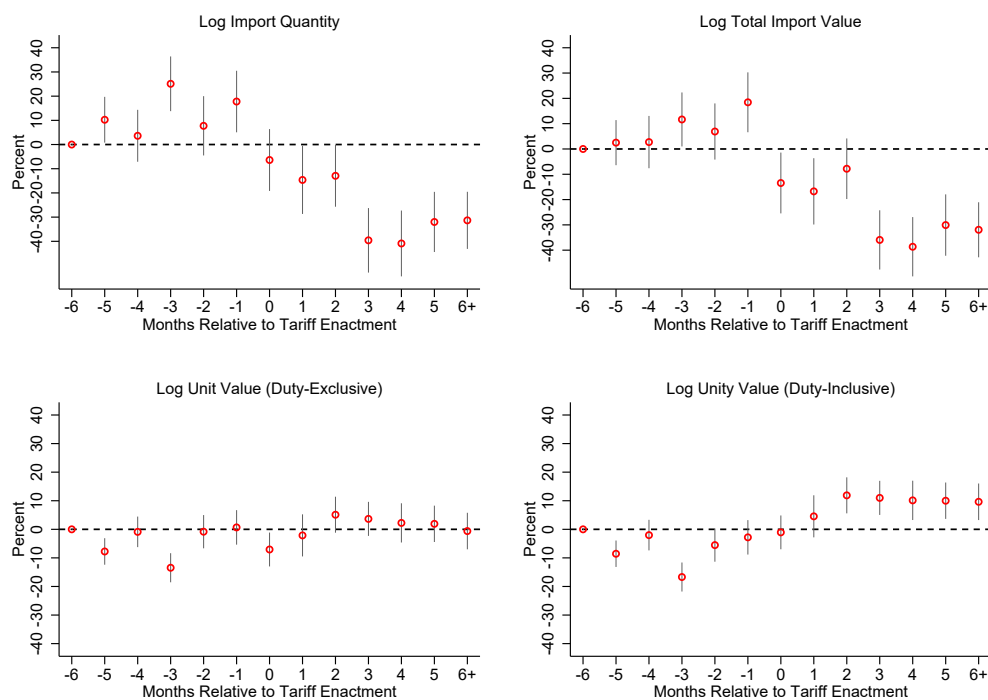 Log Import Quantity
Percent
40
30
20
10
0
-10
-20
-30
-40
-6 -5 -4 -3 -2 -1 0 1 2 3 4 5 6+
Months Relative to Tariff Enactment
Log Total Import Value
Percent
40
30
20
10
0
-10
-20
-30
-40
-6 -5 -4 -3 -2 -1 0 1 2 3 4 5 6+
Months Relative to Tariff Enactment
Log Unit Value (Duty-Exclusive)
Percent
40
30
20
10
0
-10
-20
-30
-40
-6 -5 -4 -3 -2 -1 0 1 2 3 4 5 6+
Months Relative to Tariff Enactment
Log Unity Value (Duty-Inclusive)
Percent
40
30
20
10
0
-10
-20
-30
-40
-6 -5 -4 -3 -2 -1 0 1 2 3 4 5 6+
Months Relative to Tariff Enactment